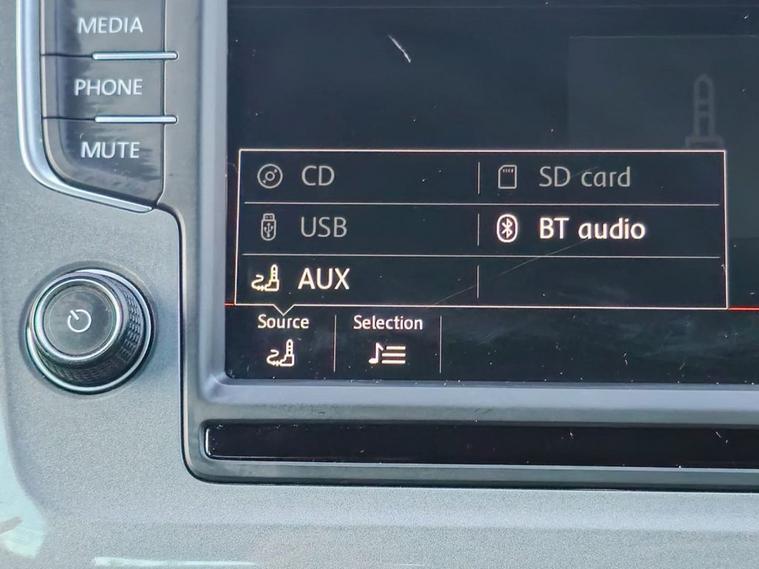 MEDIA
PHONE
MUTE
CD
SD card
USB
BT audio
AUX
Source
Selection